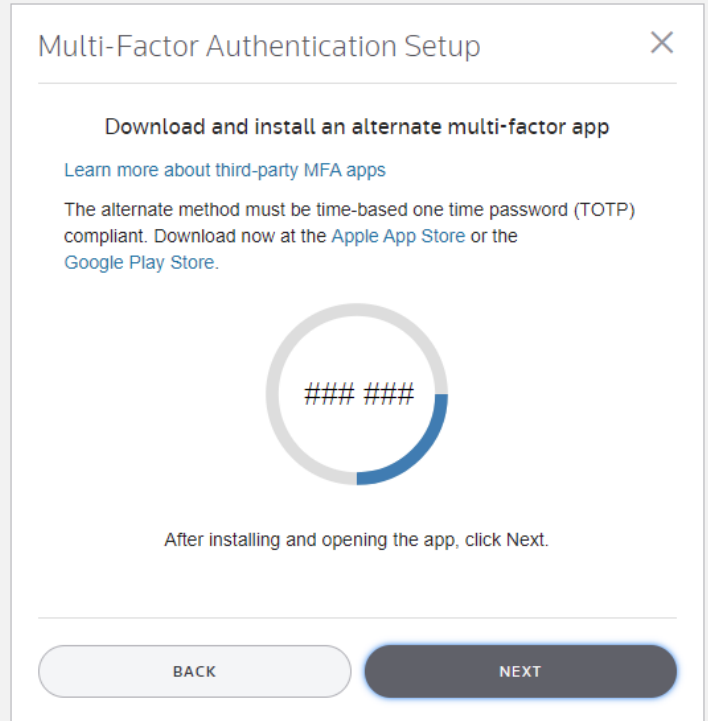 Multi-Factor Authentication Setup
Download and install an alternate multi-factor app
Learn more about third-party MFA apps
The alternate method must be time-based one time password (TOTP)
compliant. Download now at the Apple App Store or the
Google Play Store.
### ###
After installing and opening the app, click Next.
BACK
NEXT